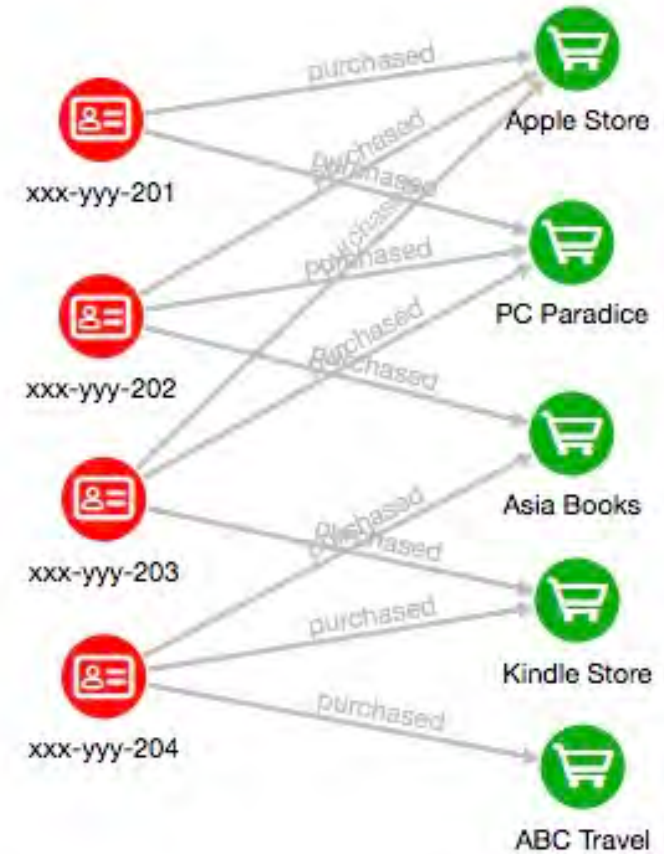 purchased
Apple Store
xxx-yyy-201
purchased
purchased
purchased
purchased
PC Paradice
xxx-yyy-202
purchased
purchased
Asia Books
purchased
purchased
xxx-yyy-203
purchased
Kindle Store
purchased
xxx-yyy-204
ABC Travel